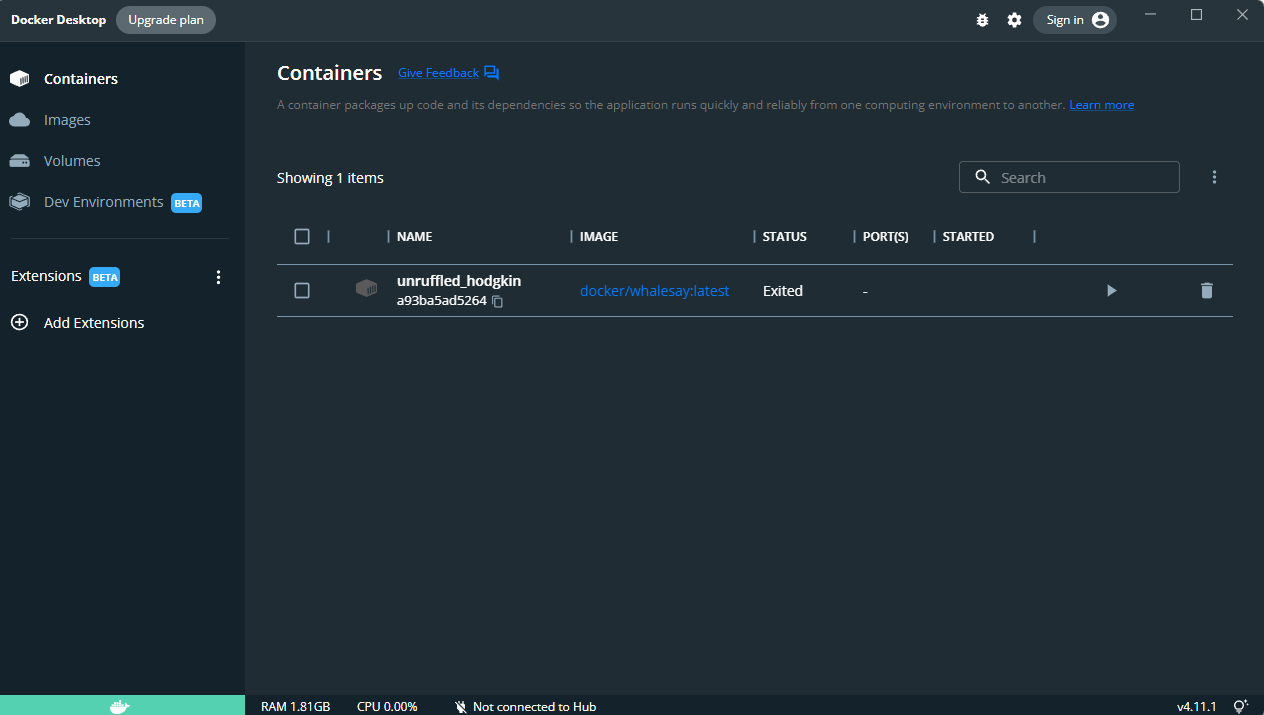 Docker Desktop Upgrade plan Sign in
Containers
Images
Volumes
Dev Environments BETA
Extensions BETA
Add Extensions
Containers Give Feedback
A container packages up code and its dependencies so the application runs quickly and reliably from one computing environment to another. Learn more
Showing 1 items Search
NAME IMAGE STATUS PORT(S) STARTED
unruffled_hodgkin docker/whalesay:latest Exited -
a93ba5ad5264
RAM 1.81GB CPU 0.00% Not connected to Hub v4.11.1